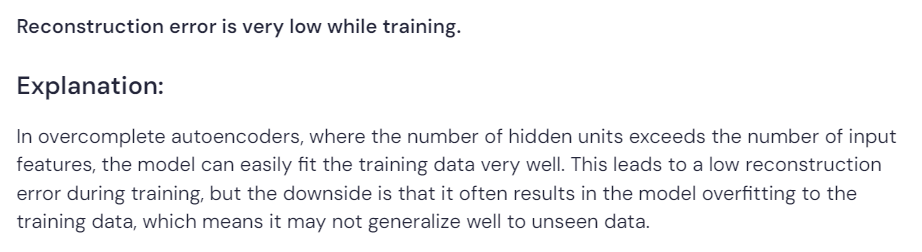 Reconstruction error is very low while training.
Explanation:
In overcomplete autoencoders, where the number of hidden units exceeds the number of input
features, the model can easily fit the training data very well. This leads to a low reconstruction
error during training, but the downside is that it often results in the model overfitting to the
training data, which means it may not generalize well to unseen data.